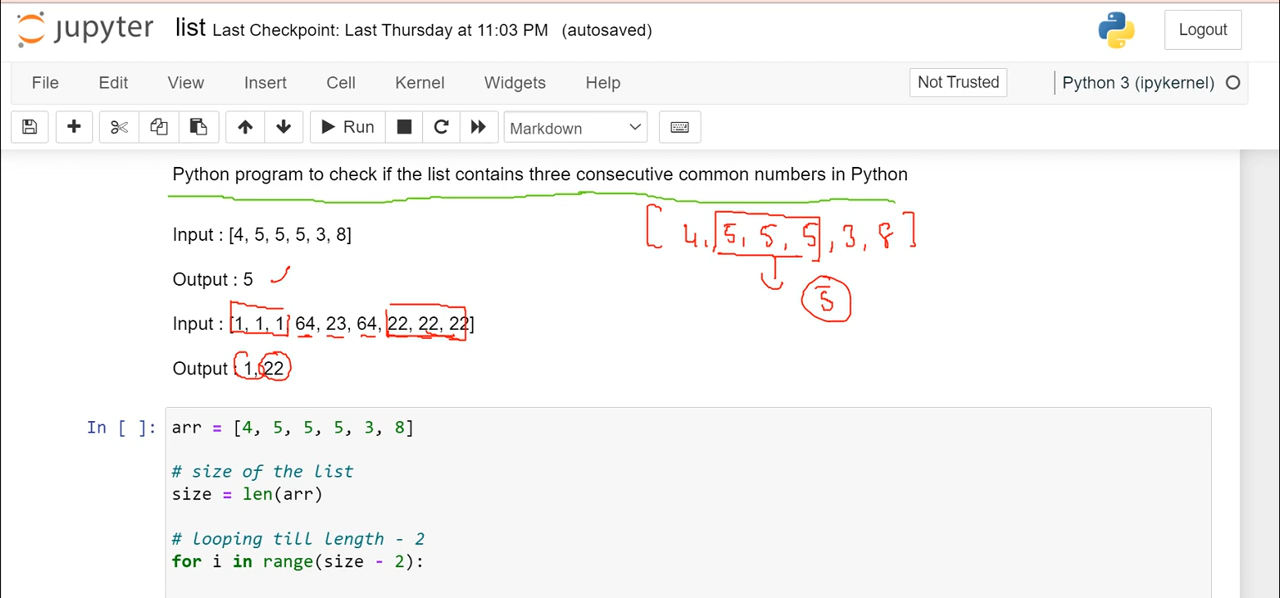 jupyter list Last Checkpoint: Last Thursday at 11:03 PM (autosaved) Logout
File Edit View Insert Cell Kernel Widgets Help Not Trusted Python 3 (ipykernel)
Run Markdown
Python program to check if the list contains three consecutive common numbers in Python
[ 4, 5, 5, 5, 3, 8 ]
Input : [4, 5, 5, 5, 3, 8]
Output : 5
5
Input : [1, 1, 1, 64, 23, 64, 22, 22, 22]
Output : 1, 22
In [ ]: arr = [4, 5, 5, 5, 3, 8]
# size of the list
size = len(arr)
# looping till length - 2
for i in range(size - 2):